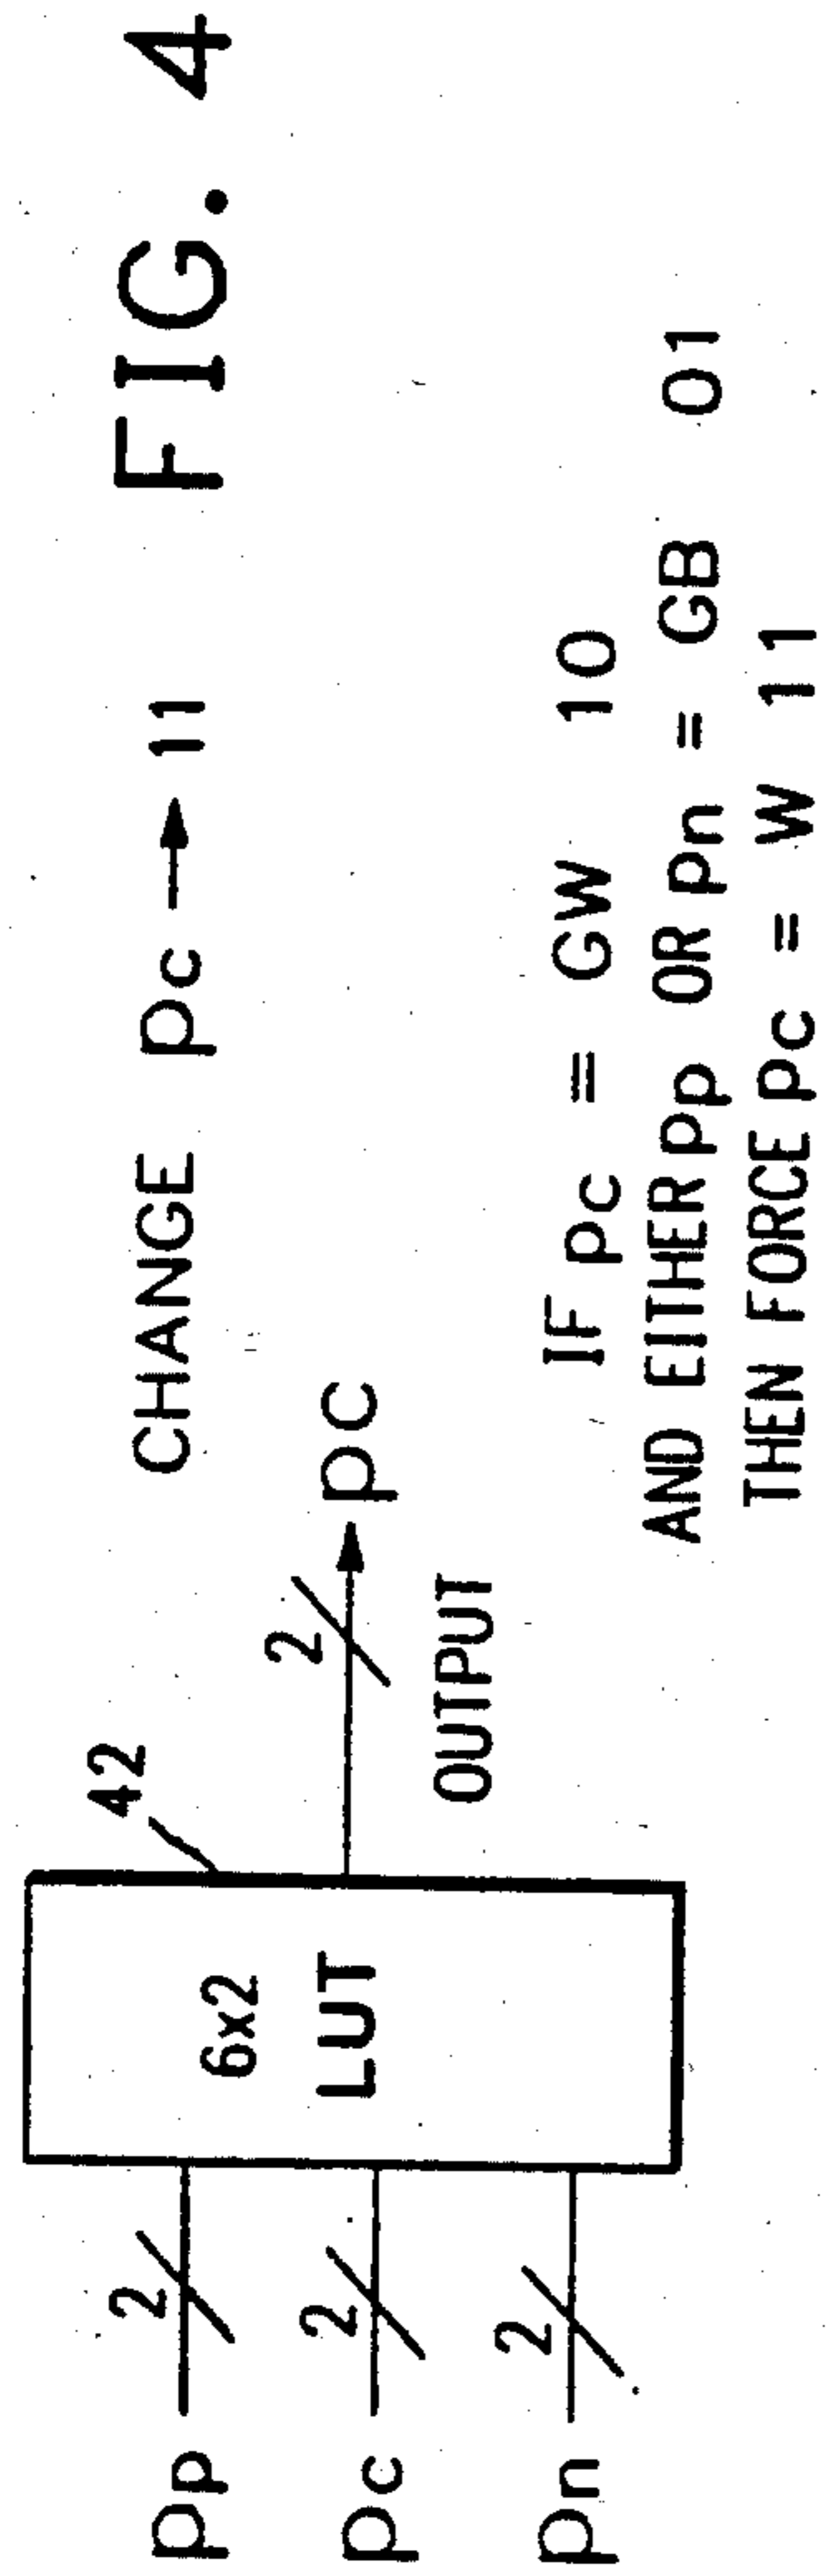 FIG. 4
CHANGE pc → 11
42
6x2
LUT
pp
2
pc
2
pn
2
2
pC
OUTPUT
IF pc = GW 10
AND EITHER pp OR pn = GB 01
THEN FORCE pc = W 11